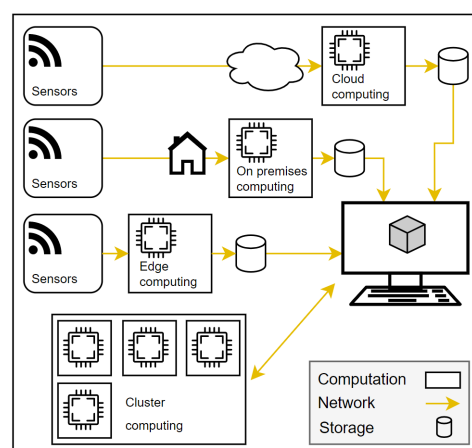 Sensors
Cloud
computing
Sensors
On premises
computing
Sensors
Edge
computing
Cluster
computing
Computation
Network
Storage